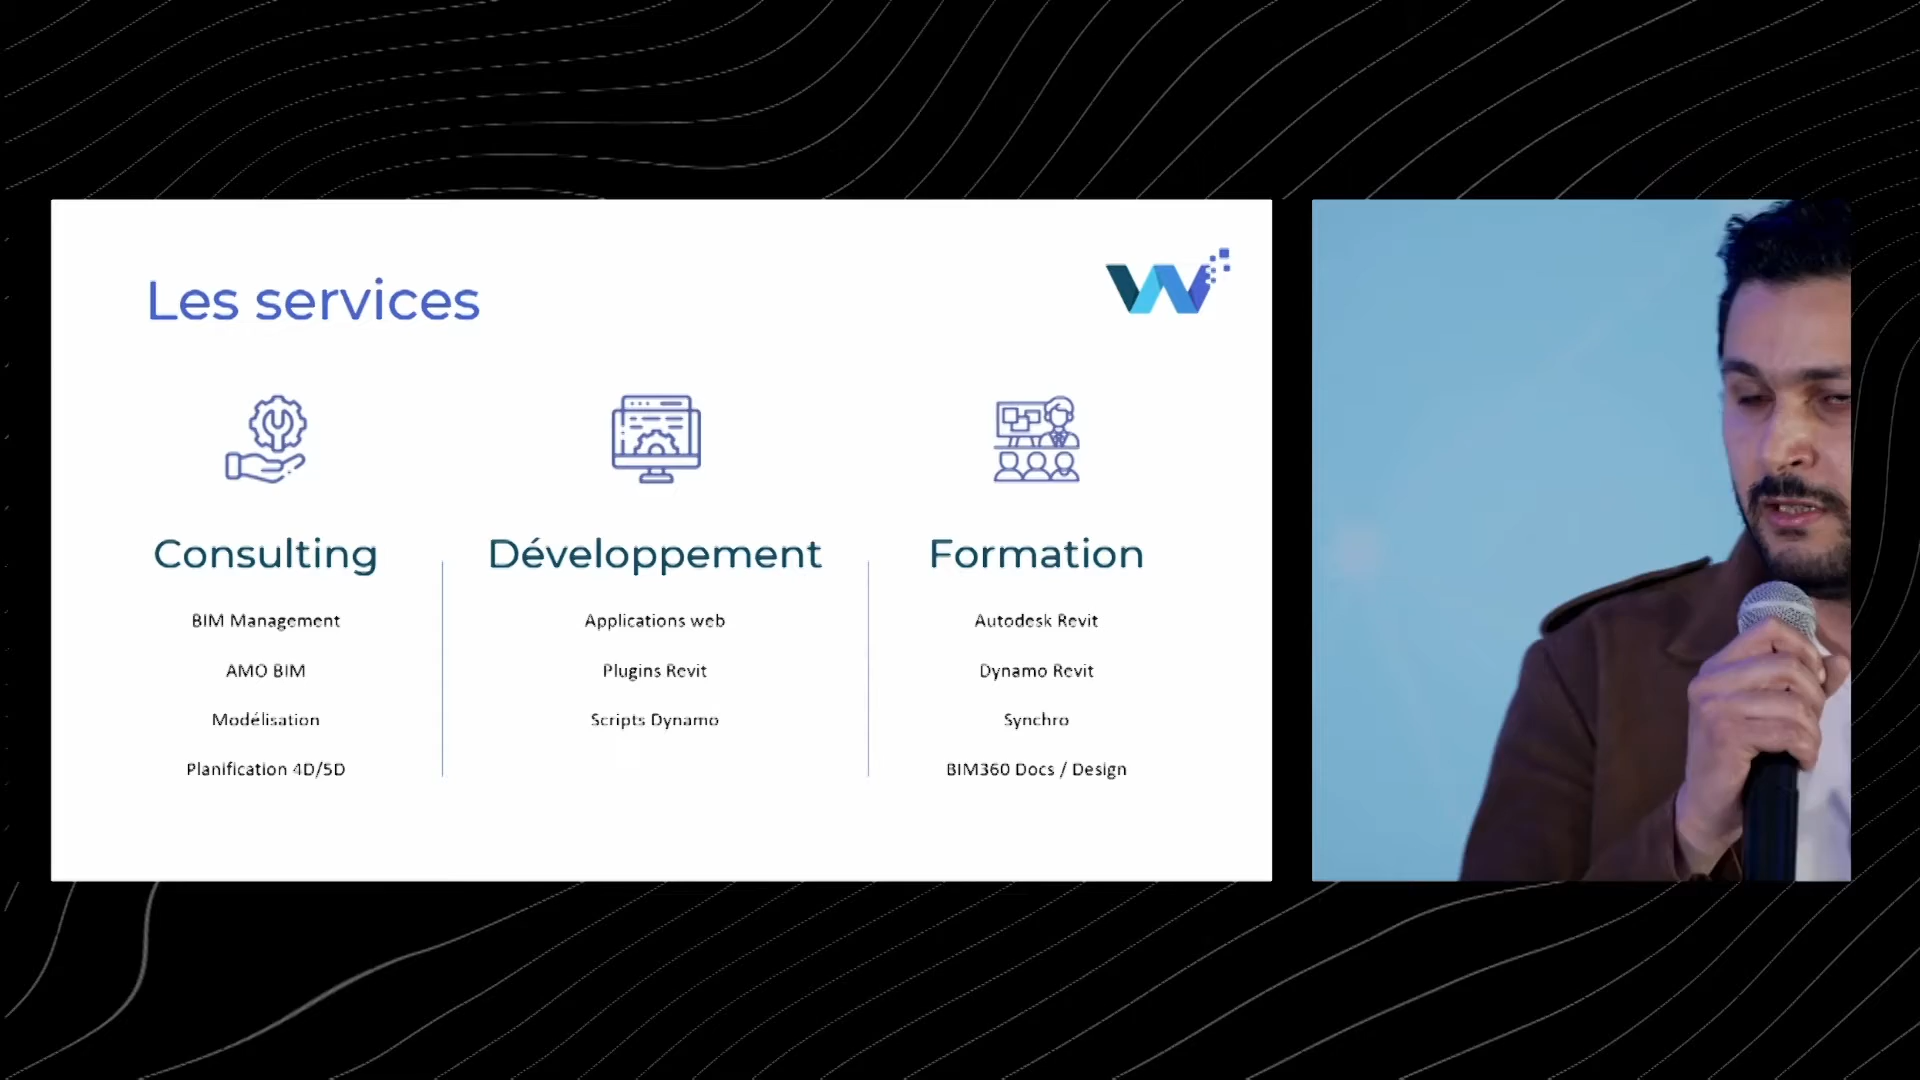 Les services
Consulting
BIM Management
AMO BIM
Modélisation
Planification 4D/5D
Développement
Applications web
Plugins Revit
Scripts Dynamo
Formation
Autodesk Revit
Dynamo Revit
Synchro
BIM360 Docs / Design